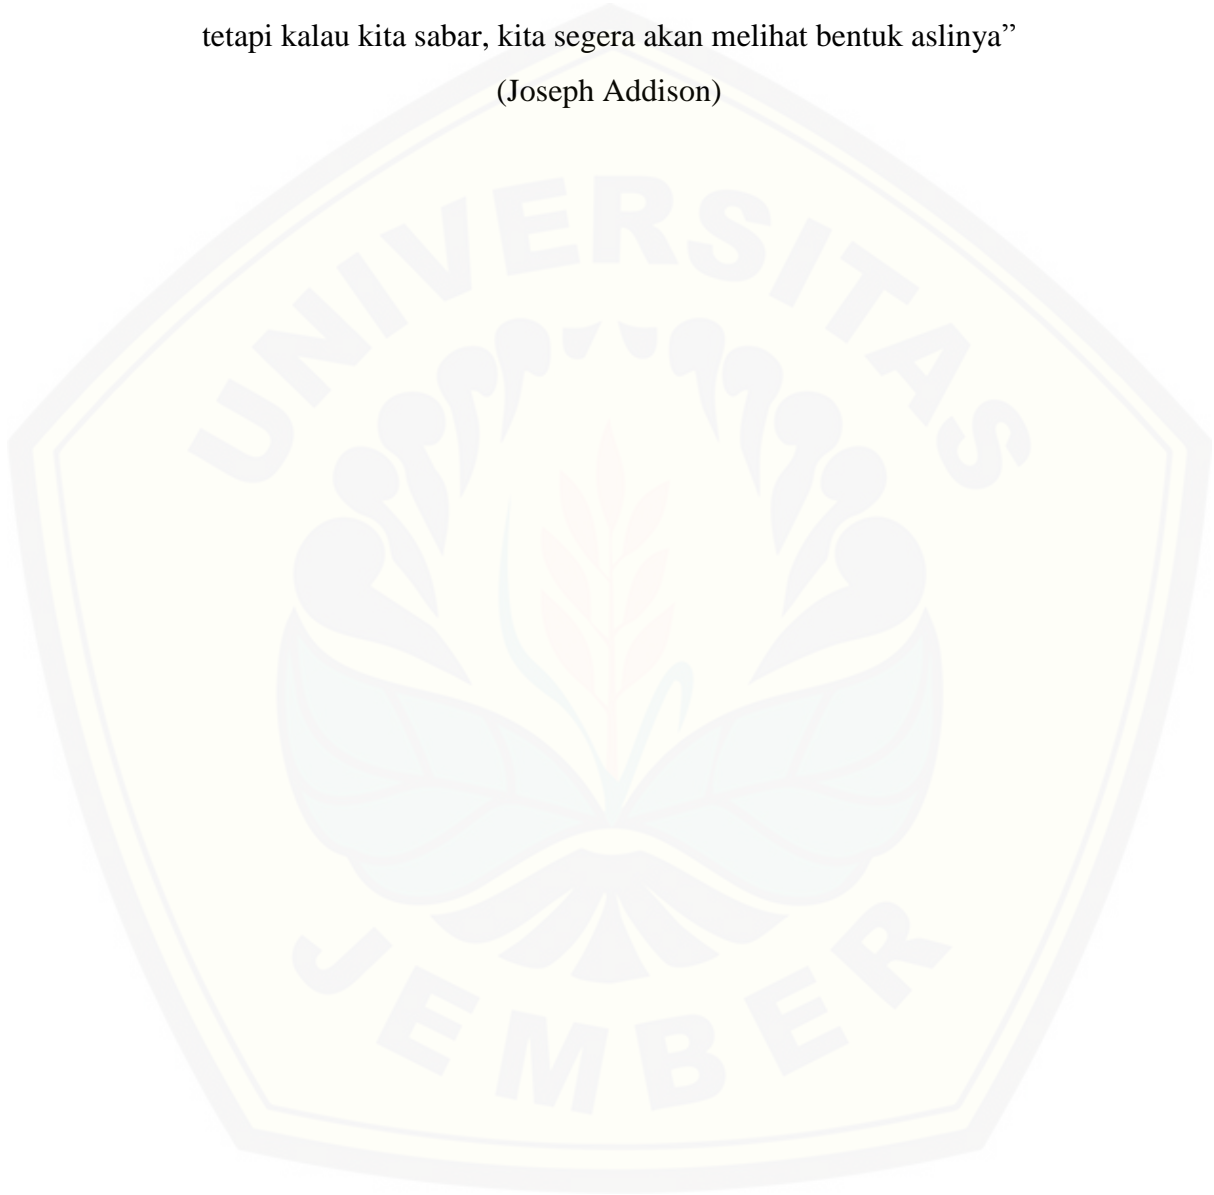 tetapi kalau kita sabar, kita segera akan melihat bentuk aslinya”
(Joseph Addison)
UNIVERSITAS
JEMBER